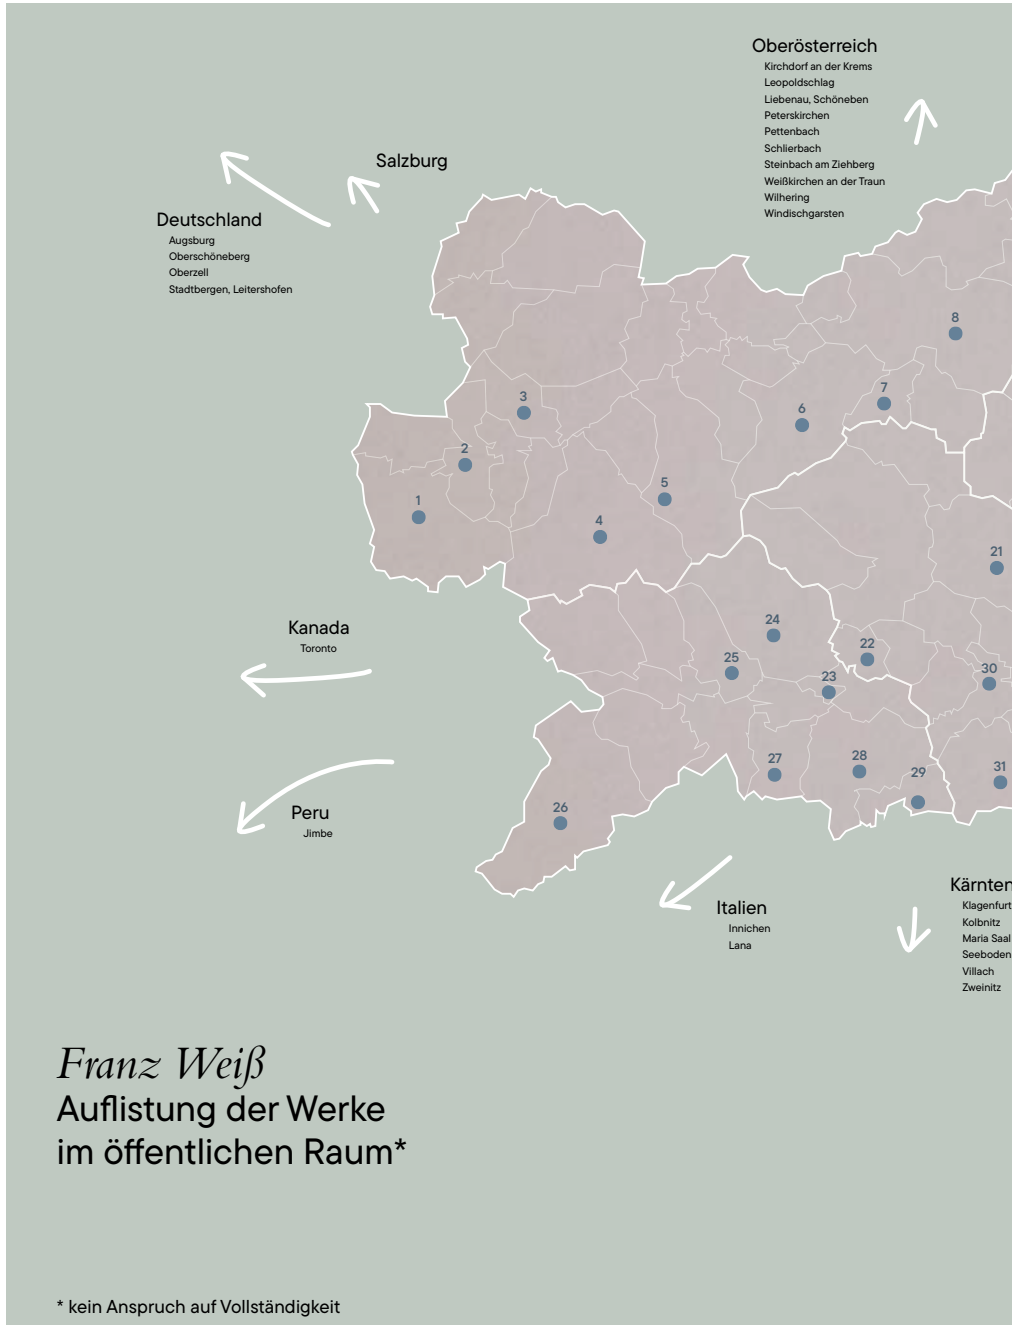 Oberösterreich
Kirchdorf an der Krems
Leopoldschlag
Liebenau, Schöneben
Peterskirchen
Pettenbach
Schlierbach
Steinbach am Ziehberg
Weißkirchen an der Traun
Wilhering
Windischgarsten
Salzburg
Deutschland
Augsburg
Oberschöneberg
Oberzell
Stadtbergen, Leitershofen
8
7
3
6
2
5
1
4
21
24
22
25
23
30
27
28
29
31
26
Kanada
Toronto
Peru
Jimbe
Italien
Innichen
Lana
Kärnten
Klagenfurt
Kolbnitz
Maria Saal
Seeboden
Villach
Zweinitz
Franz Weiß
Auflistung der Werke
im öffentlichen Raum*
* kein Anspruch auf Vollständigkeit